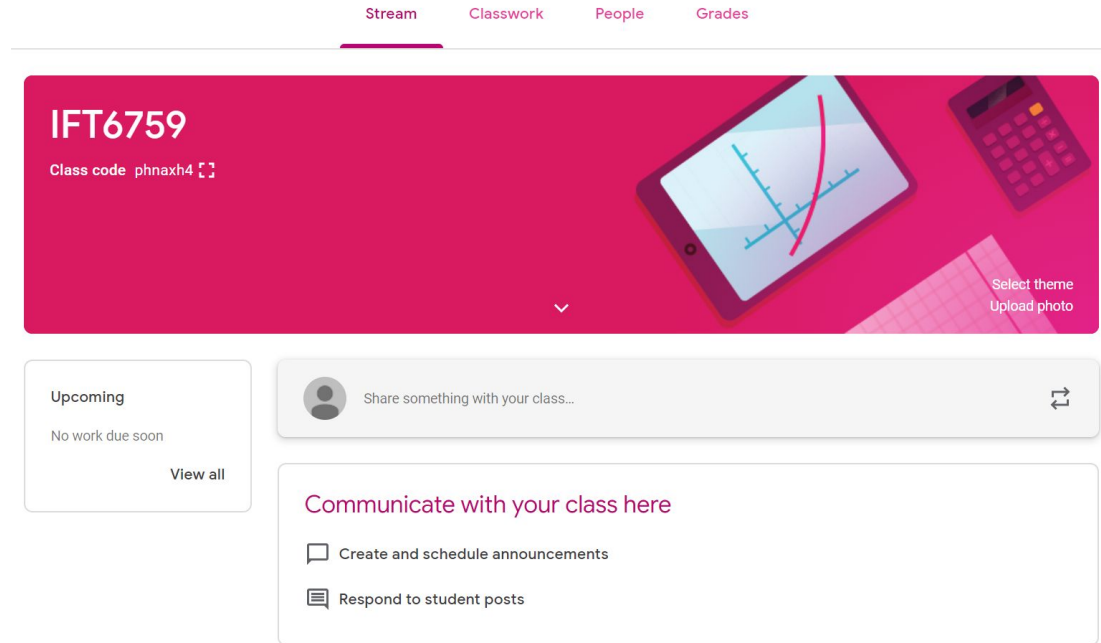 Stream Classwork People Grades
IFT6759
Class code phnaxh4
Select theme
Upload photo
Upcoming
No work due soon
View all
Share something with your class...
Communicate with your class here
Create and schedule announcements
Respond to student posts